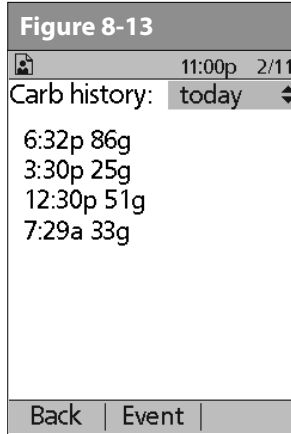 Figure 8-13
11:00p 2/11
Carb history: today
6:32p 86g
3:30p 25g
12:30p 51g
7:29a 33g
Back | Event |